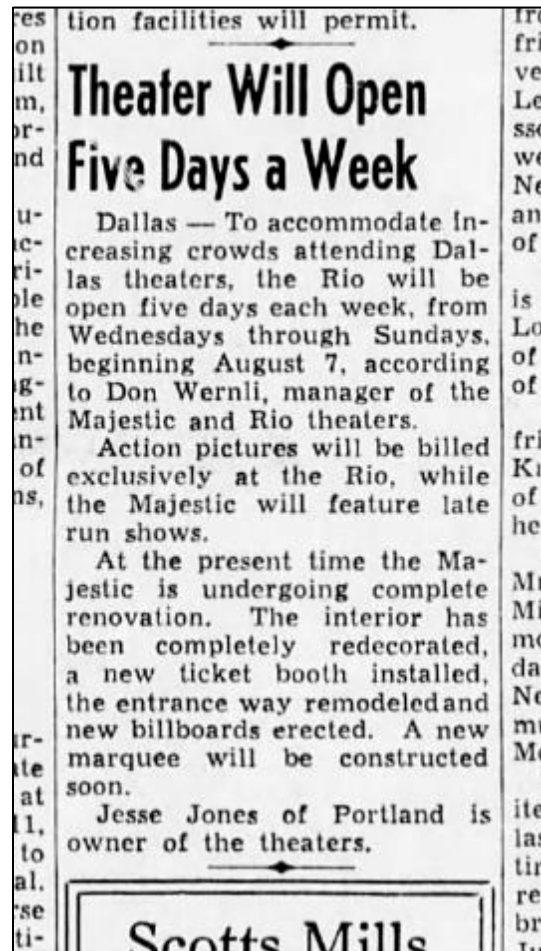 tion facilities will permit.
Theater Will Open
Five Days a Week
Dallas — To accommodate in-
creasing crowds attending Dal-
las theaters, the Rio will be
open five days each week, from
Wednesdays through Sundays,
beginning August 7, according
to Don Wernli, manager of the
Majestic and Rio theaters.
Action pictures will be billed
exclusively at the Rio, while
the Majestic will feature late
run shows.
At the present time the Ma-
jestic is undergoing complete
renovation. The interior has
been completely redecorated,
a new ticket booth installed,
the entrance way remodeled and
new billboards erected. A new
marquee will be constructed
soon.
Jesse Jones of Portland is
owner of the theaters.
Scotts Mills